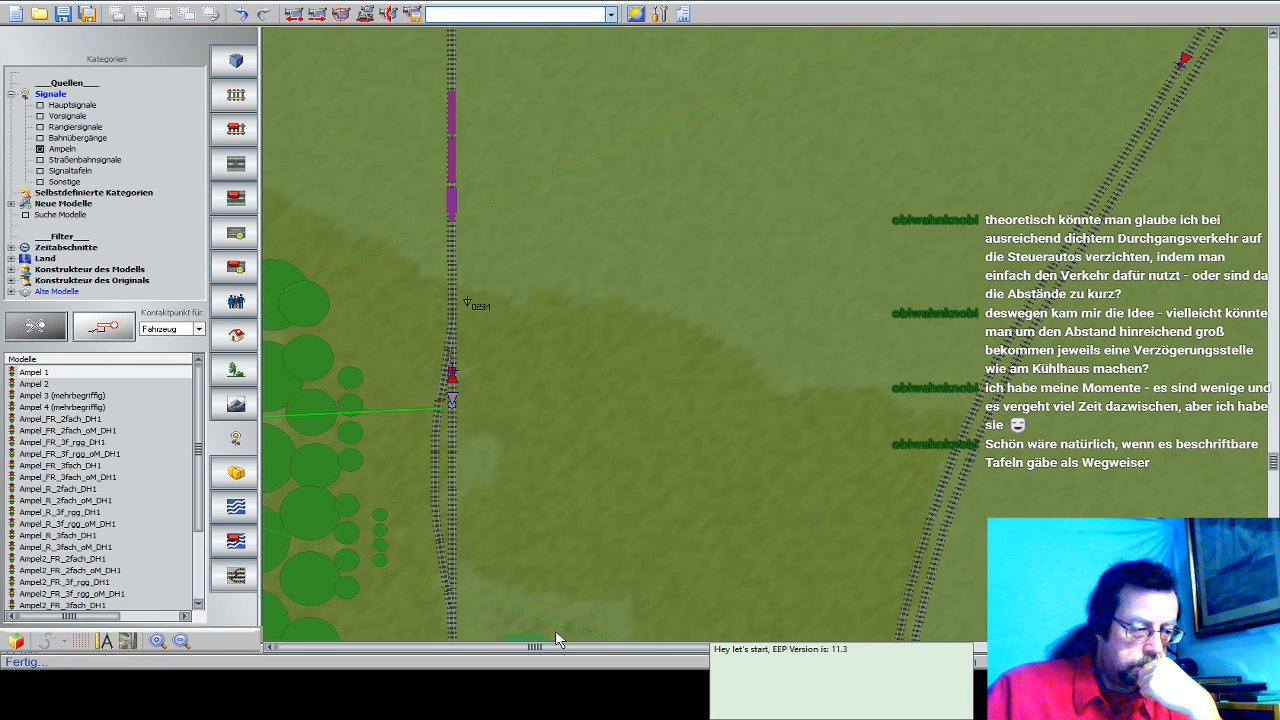 Kategorien
___Quellen___
Signale
Hauptsignale
Vorsignale
Rangiersignale
Bahnübergänge
Ampeln
Straßenbahnsignale
Signaltafeln
Sonstige
Selbstdefinierte Kategorien
Neue Modelle
Suche Modelle
___Filter___
Zeitabschnitte
Land
Konstrukteure des Modells
Konstrukteure des Originals
Alte Modelle
Kontaktpunkt für:
Fahrzeug
Modelle
Ampel 1
Ampel 2
Ampel 3 (mehrbegriffig)
Ampel 4 (mehrbegriffig)
Ampel_FR_2fach_DH1
Ampel_FR_2fach_oM_DH1
Ampel_FR_3f_rgg_DH1
Ampel_FR_3f_rgg_oM_DH1
Ampel_FR_3fach_DH1
Ampel_FR_3fach_oM_DH1
Ampel_R_2fach_DH1
Ampel_R_2fach_oM_DH1
Ampel_R_3f_rgg_DH1
Ampel_R_3f_rgg_oM_DH1
Ampel_R_3fach_DH1
Ampel_R_3fach_oM_DH1
Ampel2_FR_2fach_DH1
Ampel2_FR_2fach_oM_DH1
Ampel2_FR_3f_rgg_DH1
Ampel2_FR_3f_rgg_oM_DH1
Ampel2_FR_3fach_DH1
Fertig...
0231
obiwahnknobi theoretisch könnte man glaube ich bei
ausreichend dichtem Durchgangsverkehr auf
die Steuerautos verzichten, indem man
einfach den Verkehr dafür nutzt - oder sind da
die Abstände zu kurz?
obiwahnknobi deswegen kam mir die Idee - vielleicht könnte
man um den Abstand hinreichend groß
bekommen jeweils eine Verzögerungsstelle
wie am Kühlhaus machen?
obiwahnknobi Ich habe meine Momente - es sind wenige und
es vergeht viel Zeit dazwischen, aber ich habe
sie
obiwahnknobi Schön wäre natürlich, wenn es beschriftbare
Tafeln gäbe als Wegweiser
Hey let's start, EEP Version is: 11.3